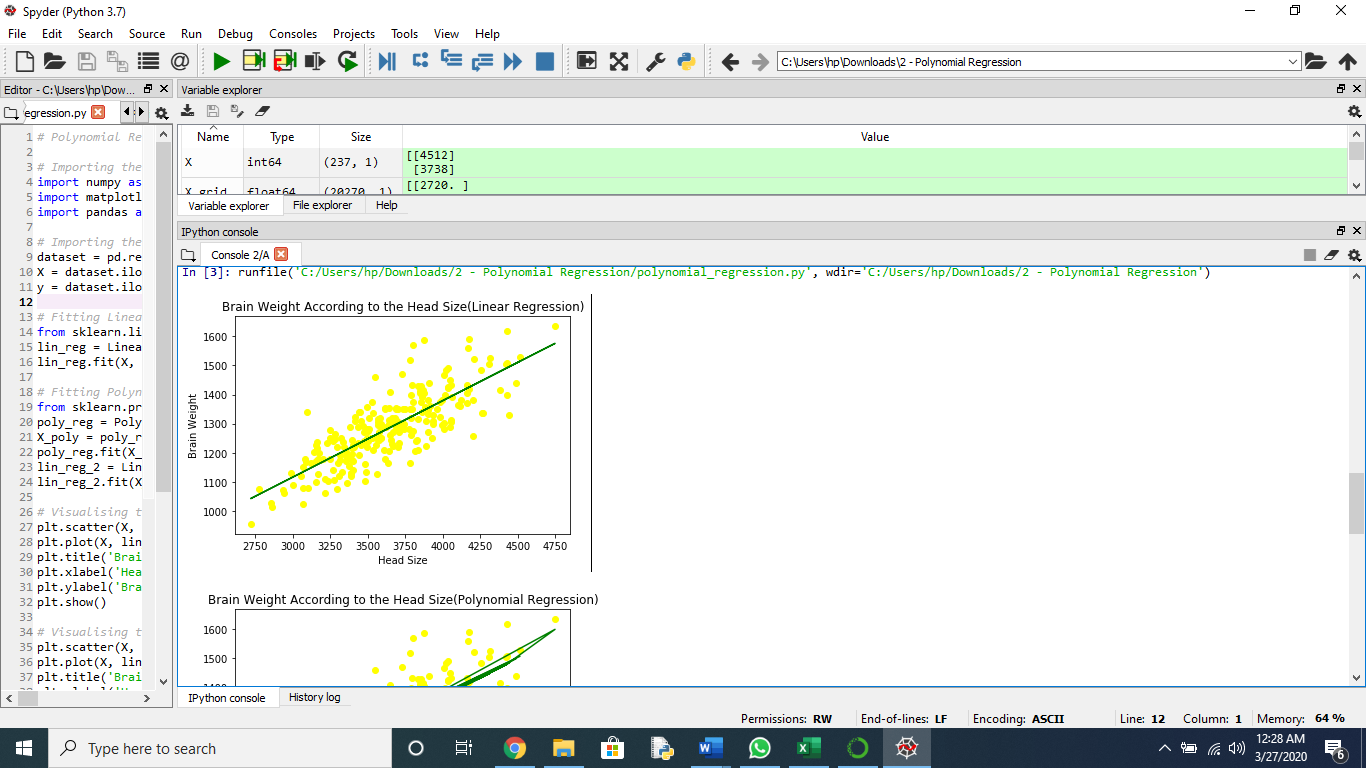 Spyder (Python 3.7)
File Edit Search Source Run Debug Consoles Projects Tools View Help
C:\Users\hp\Downloads\2 - Polynomial Regression
Editor - C:\Users\hp\Dow...
egression.py
1 # Polynomial Re
2
3 # Importing the
4 import numpy as
5 import matplotl
6 import pandas a
7
8 # Importing the
9 dataset = pd.re
10 X = dataset.ilo
11 y = dataset.ilo
12
13 # Fitting Linea
14 from sklearn.li
15 lin_reg = Linea
16 lin_reg.fit(X,
17
18 # Fitting Polyn
19 from sklearn.pr
20 poly_reg = Poly
21 X_poly = poly_r
22 poly_reg.fit(X_
23 lin_reg_2 = Lin
24 lin_reg_2.fit(X
25
26 # Visualising t
27 plt.scatter(X,
28 plt.plot(X, lin
29 plt.title('Brai
30 plt.xlabel('Hea
31 plt.ylabel('Bra
32 plt.show()
33
34 # Visualising t
35 plt.scatter(X,
36 plt.plot(X, lin
37 plt.title('Brai
Variable explorer
Name Type Size Value
X int64 (237, 1) [[4512]
[3738]
X_grid float64 (20270, 1) [[2720. ]
Variable explorer File explorer Help
IPython console
Console 2/A
In [3]: runfile('C:/Users/hp/Downloads/2 - Polynomial Regression/polynomial_regression.py', wdir='C:/Users/hp/Downloads/2 - Polynomial Regression')
Brain Weight According to the Head Size(Linear Regression)
1600
1500
1400
1300
1200
1100
1000
Brain Weight
2750 3000 3250 3500 3750 4000 4250 4500 4750
Head Size
Brain Weight According to the Head Size(Polynomial Regression)
1600
1500
1400
IPython console History log
Permissions: RW End-of-lines: LF Encoding: ASCII Line: 12 Column: 1 Memory: 64 %
Type here to search
12:28 AM
3/27/2020
6